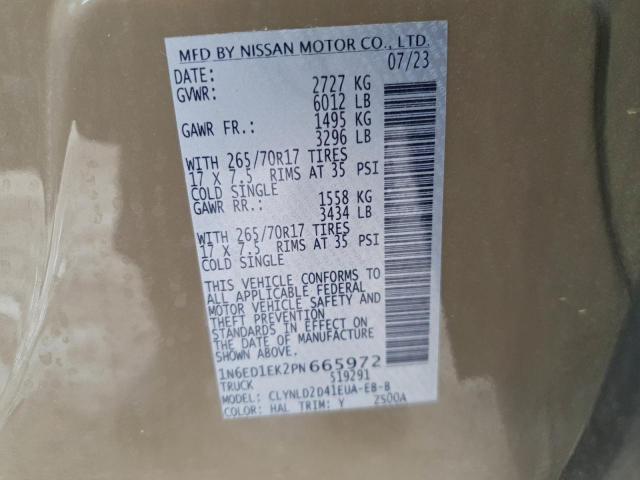 MFD BY NISSAN MOTOR CO., LTD.
DATE: 07/23
GVWR: 2727 KG
6012 LB
GAWR FR.: 1495 KG
3296 LB
WITH 265/70R17 TIRES
17 X 7.5 RIMS AT 35 PSI
COLD SINGLE
GAWR RR.: 1558 KG
3434 LB
WITH 265/70R17 TIRES
17 X 7.5 RIMS AT 35 PSI
COLD SINGLE
THIS VEHICLE CONFORMS TO
ALL APPLICABLE FEDERAL
MOTOR VEHICLE SAFETY AND
THEFT PREVENTION
STANDARDS IN EFFECT ON
THE DATE OF MANUFACTURE
SHOWN ABOVE.
1N6ED1EK2PN665972
TRUCK 519291
MODEL: CLYNLD2D41EUA-EB-B
COLOR: HAL TRIM: Y 2500A